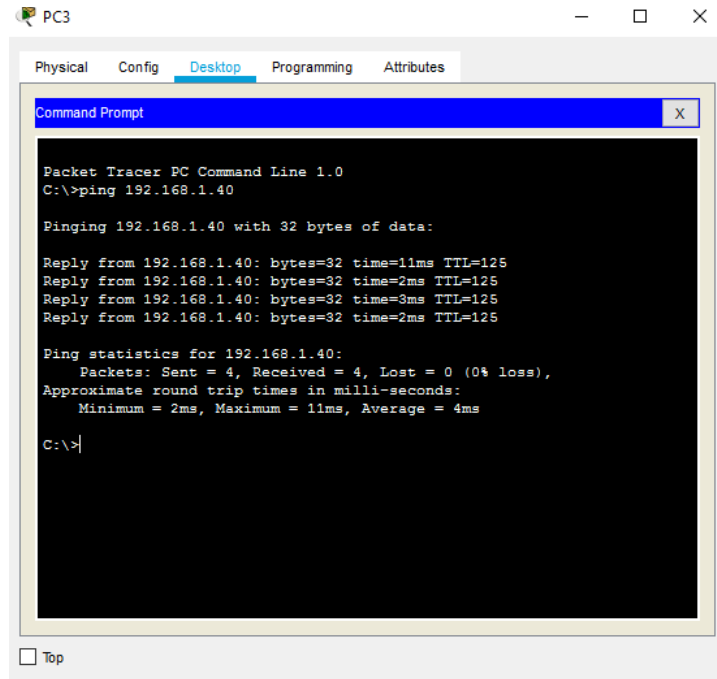 PC3
Physical Config Desktop Programming Attributes
Command Prompt
X
Packet Tracer PC Command Line 1.0
C:\>ping 192.168.1.40
Pinging 192.168.1.40 with 32 bytes of data:
Reply from 192.168.1.40: bytes=32 time=11ms TTL=125
Reply from 192.168.1.40: bytes=32 time=2ms TTL=125
Reply from 192.168.1.40: bytes=32 time=3ms TTL=125
Reply from 192.168.1.40: bytes=32 time=2ms TTL=125
Ping statistics for 192.168.1.40:
Packets: Sent = 4, Received = 4, Lost = 0 (0% loss),
Approximate round trip times in milli-seconds:
Minimum = 2ms, Maximum = 11ms, Average = 4ms
C:\>
Top